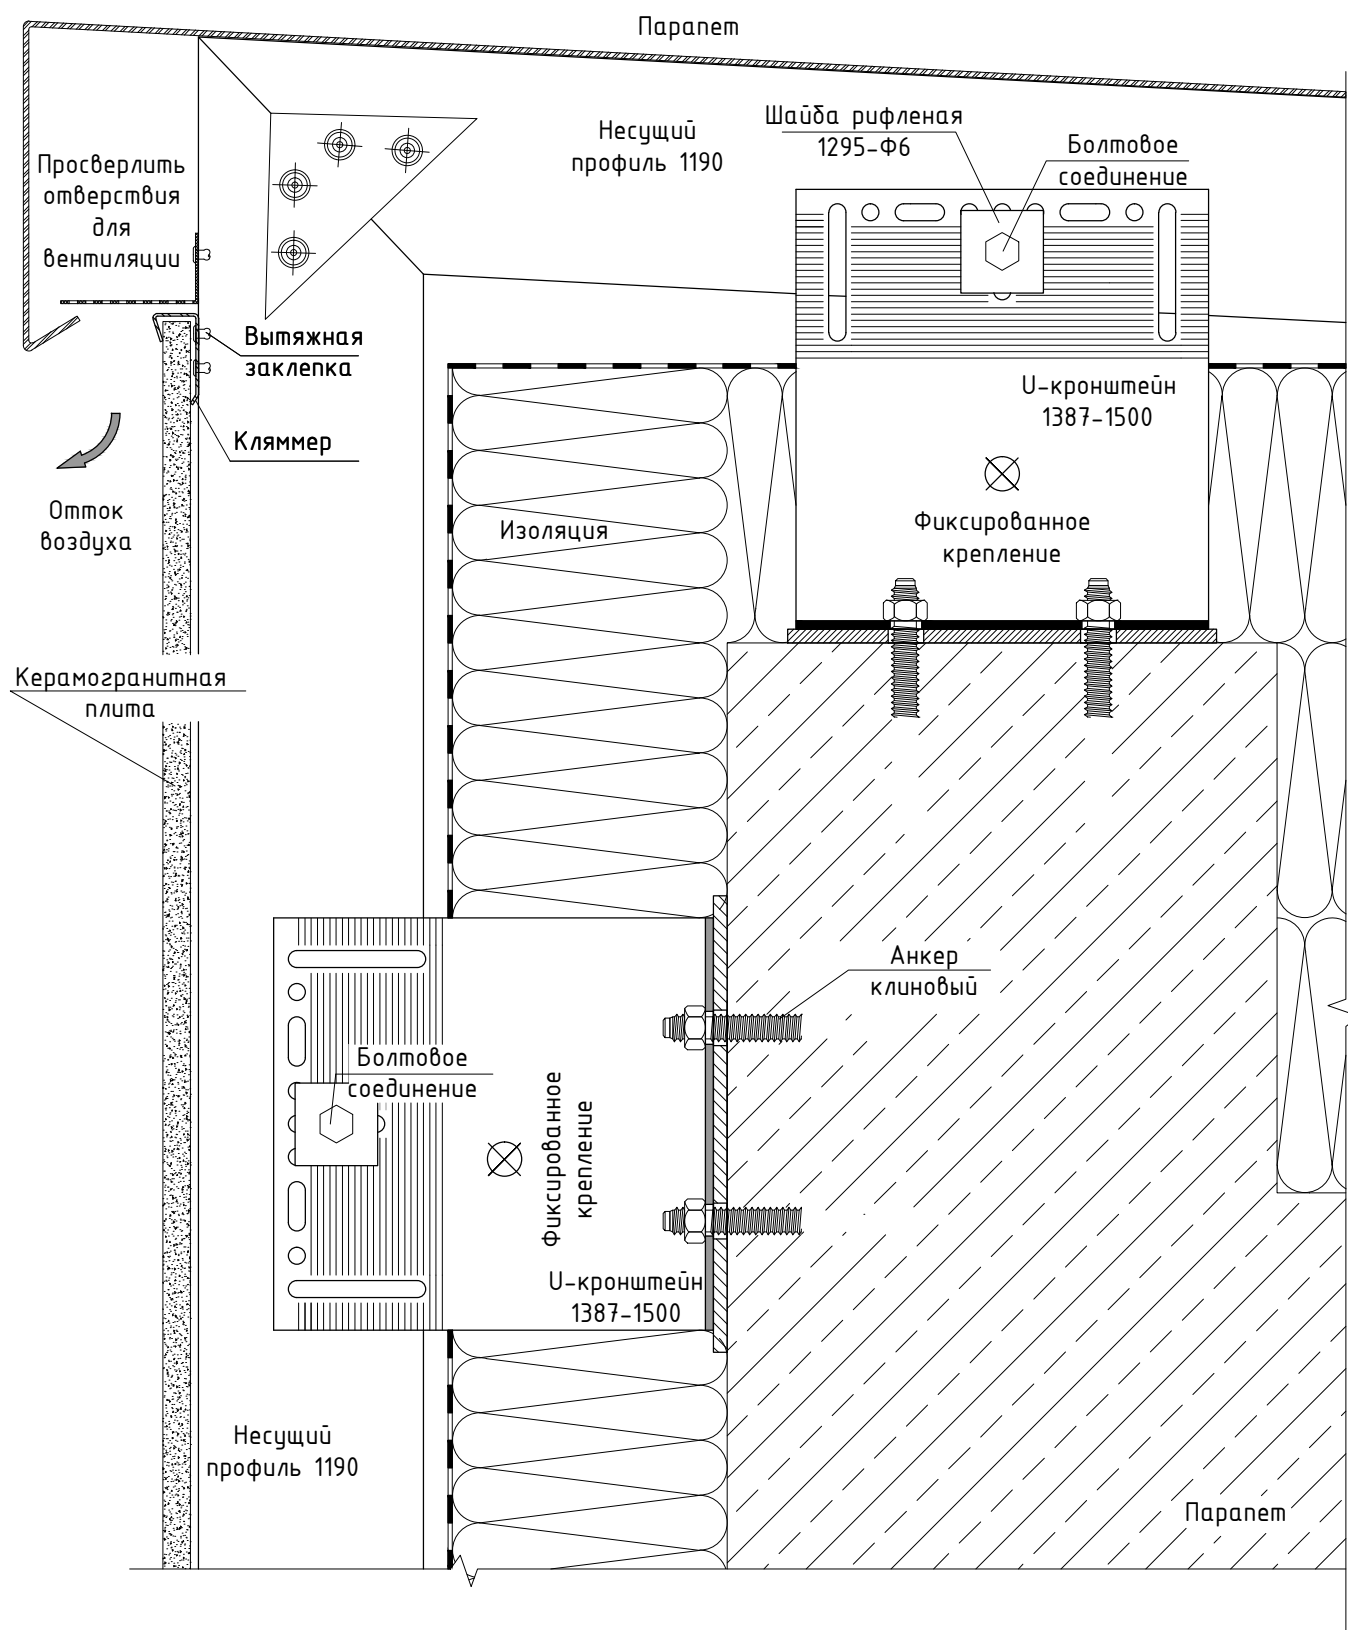 Парапет
Шайба рифленая
1295-Ф6
Несущий
профиль 1190
Болтовое
соединение
Просверлить
отверствия
для
вентиляции
Вытяжная
заклепка
U-кронштейн
1387-1500
Кляммер
Отток
воздуха
Изоляция
Фиксированное
крепление
Керамогранитная
плита
Анкер
клиновый
Болтовое
соединение
Фиксированное
крепление
U-кронштейн
1387-1500
Несущий
профиль 1190
Парапет